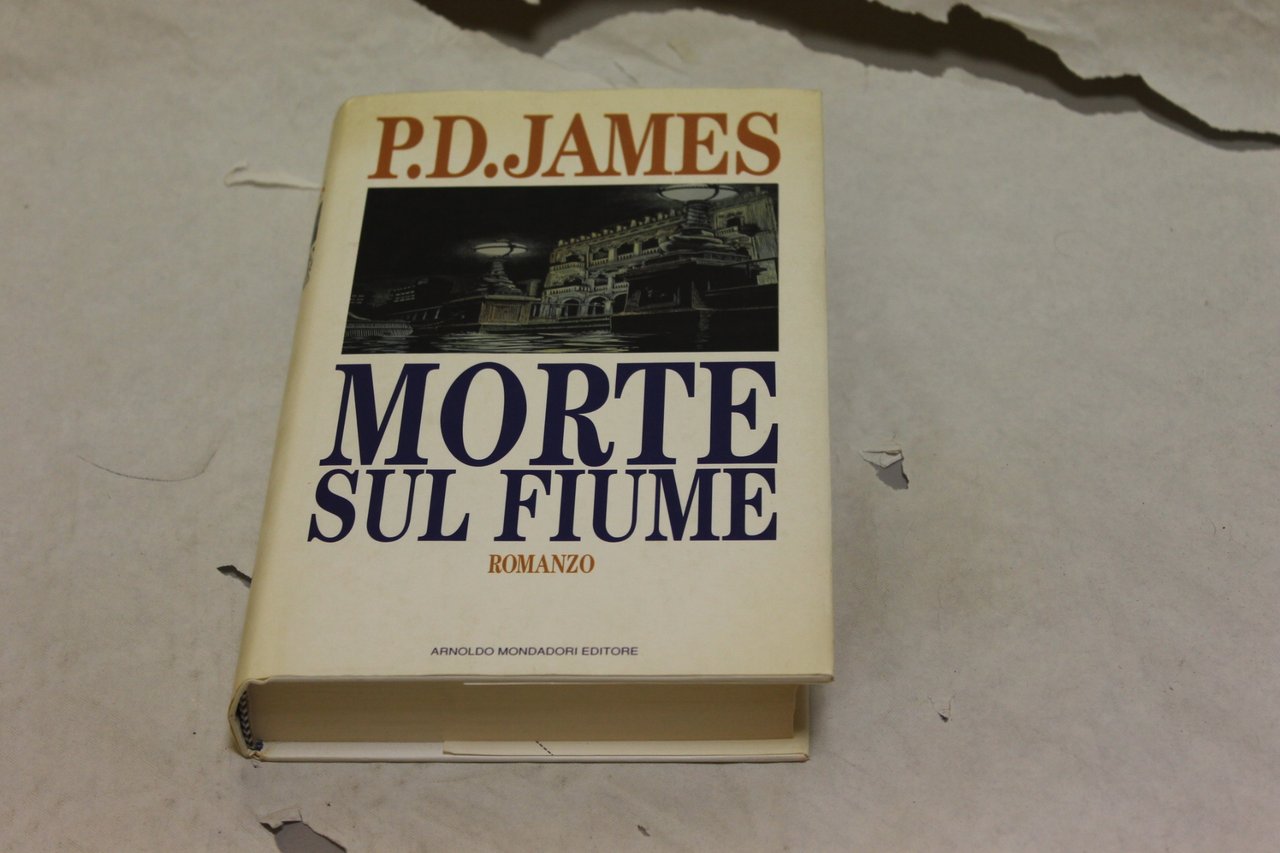 P.D.JAMES
MORTE
SUL FIUME
ROMANZO
ARNOLDO MONDADORI EDITORE